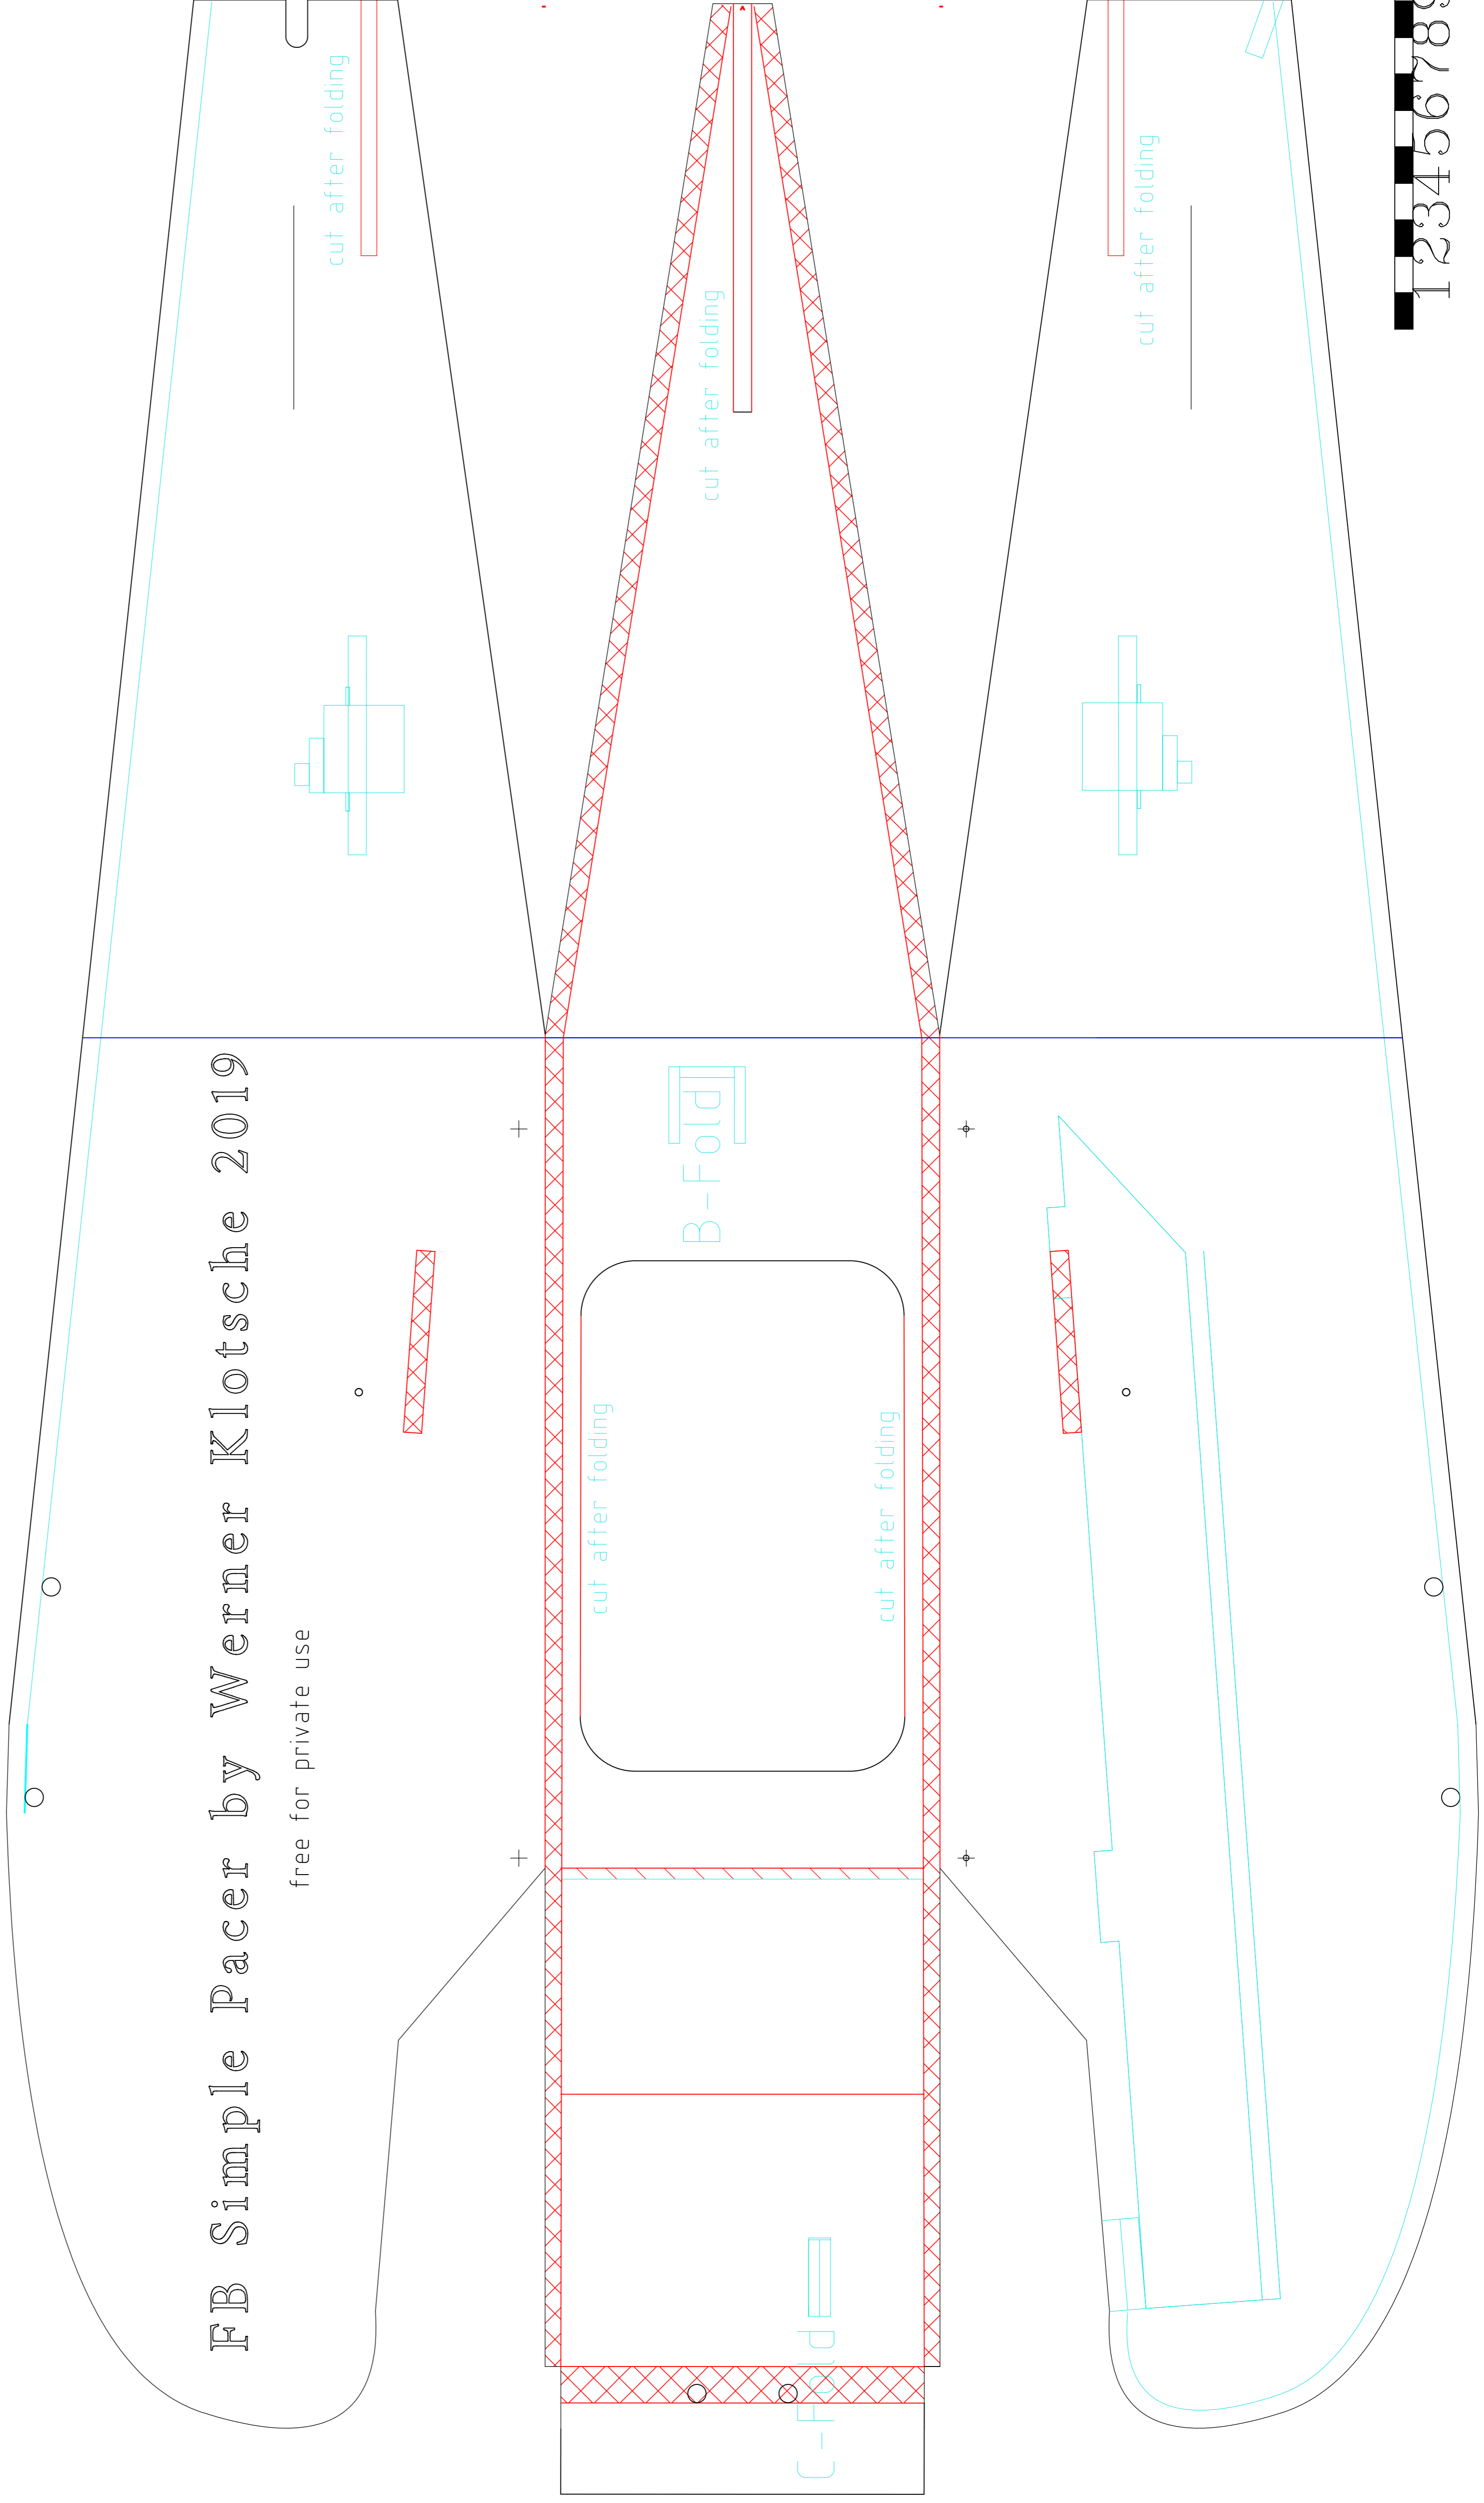 123456789
cut after folding
cut after folding
cut after folding
B-Fold
FB Simple Pacer by Werner Klotsche 2019
free for private use
cut after folding
cut after folding
C-Fold